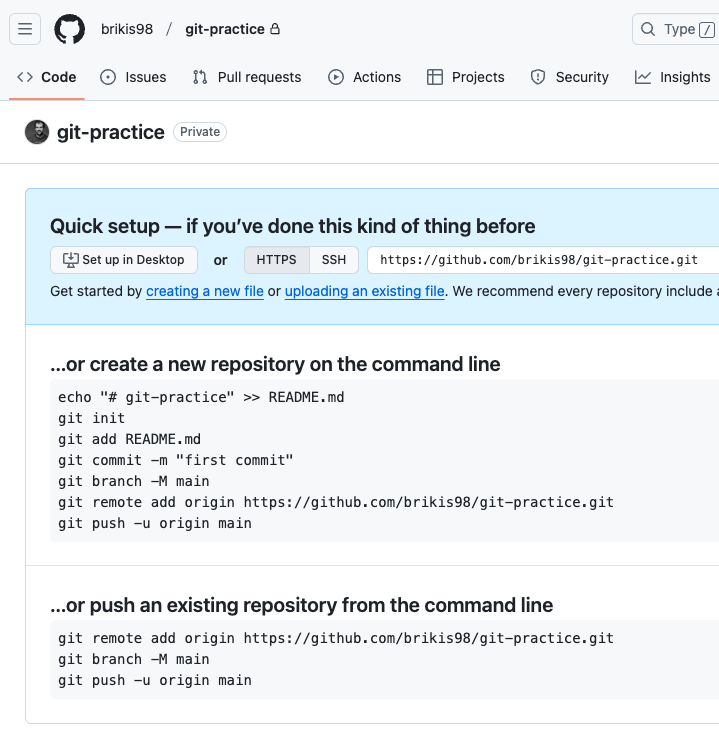 brikis98 / git-practice
Type /
Code Issues Pull requests Actions Projects Security Insights
git-practice Private
Quick setup — if you’ve done this kind of thing before
Set up in Desktop or HTTPS SSH https://github.com/brikis98/git-practice.git
Get started by creating a new file or uploading an existing file. We recommend every repository include a
...or create a new repository on the command line
echo "# git-practice" >> README.md
git init
git add README.md
git commit -m "first commit"
git branch -M main
git remote add origin https://github.com/brikis98/git-practice.git
git push -u origin main
...or push an existing repository from the command line
git remote add origin https://github.com/brikis98/git-practice.git
git branch -M main
git push -u origin main